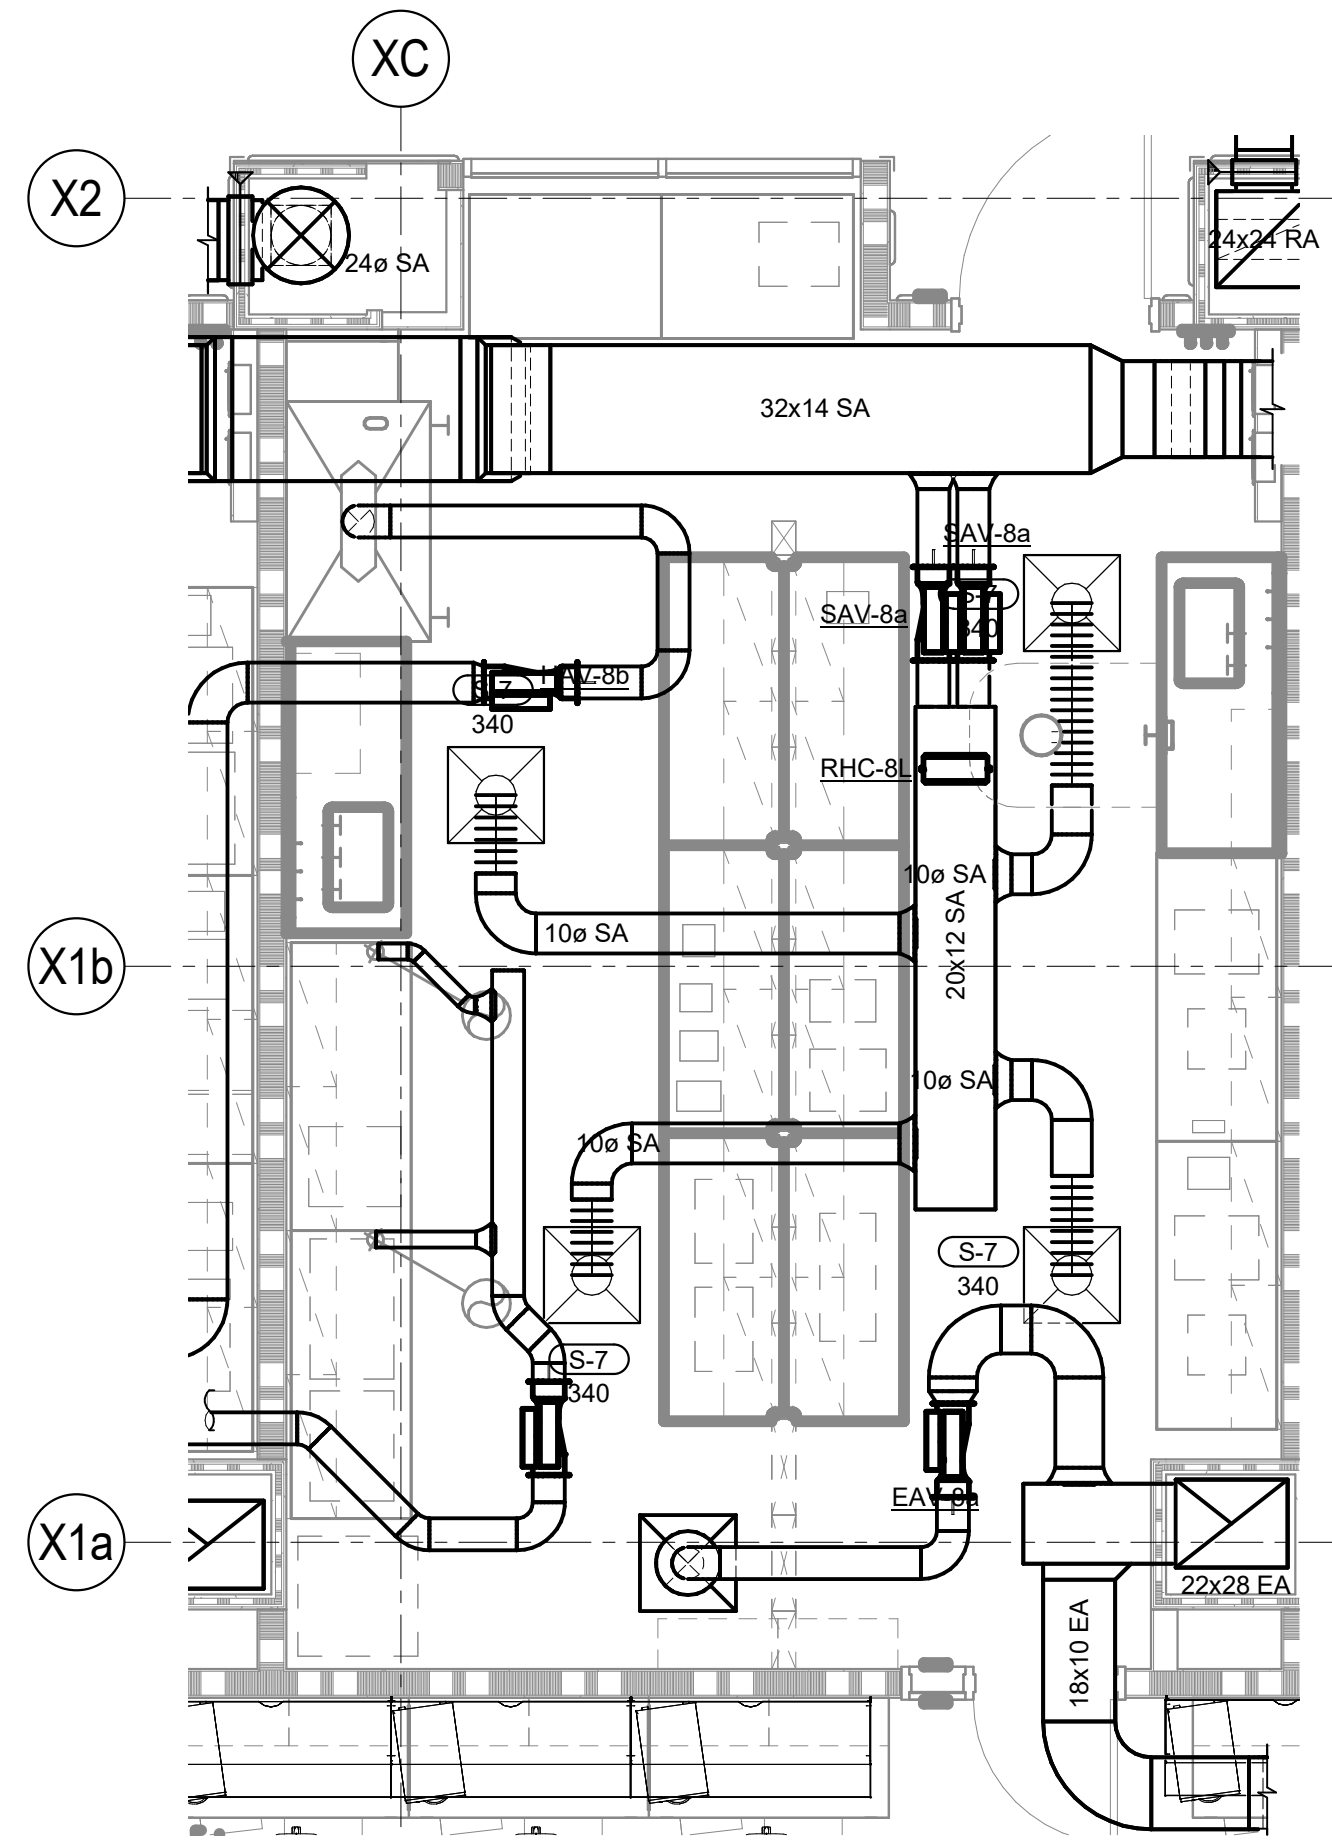 XC
X2
24ø SA
24x24 RA
32x14 SA
SAV-8a
S-7
SAV-8a
340
S-7
340
RHC-8L
10ø SA
10ø SA
20x12 SA
X1b
10ø SA
10ø SA
S-7
340
S-7
340
EAV-8a
X1a
22x28 EA
18x10 EA